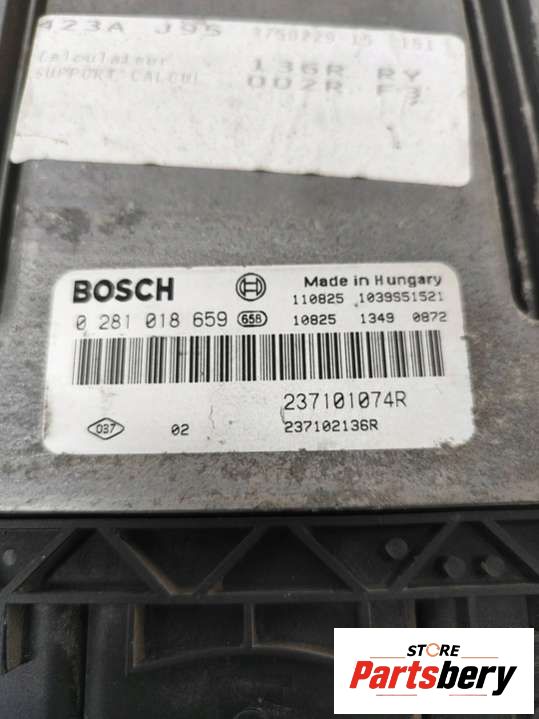 423A J95
Calculateur 136R RY
SUPPORT CALCU 002R F3
BOSCH Made in Hungary
110825 1039S51521
0 281 018 659 658 10825 1349 0872
237101074R
037 02 237102136R
STORE
Partsbery